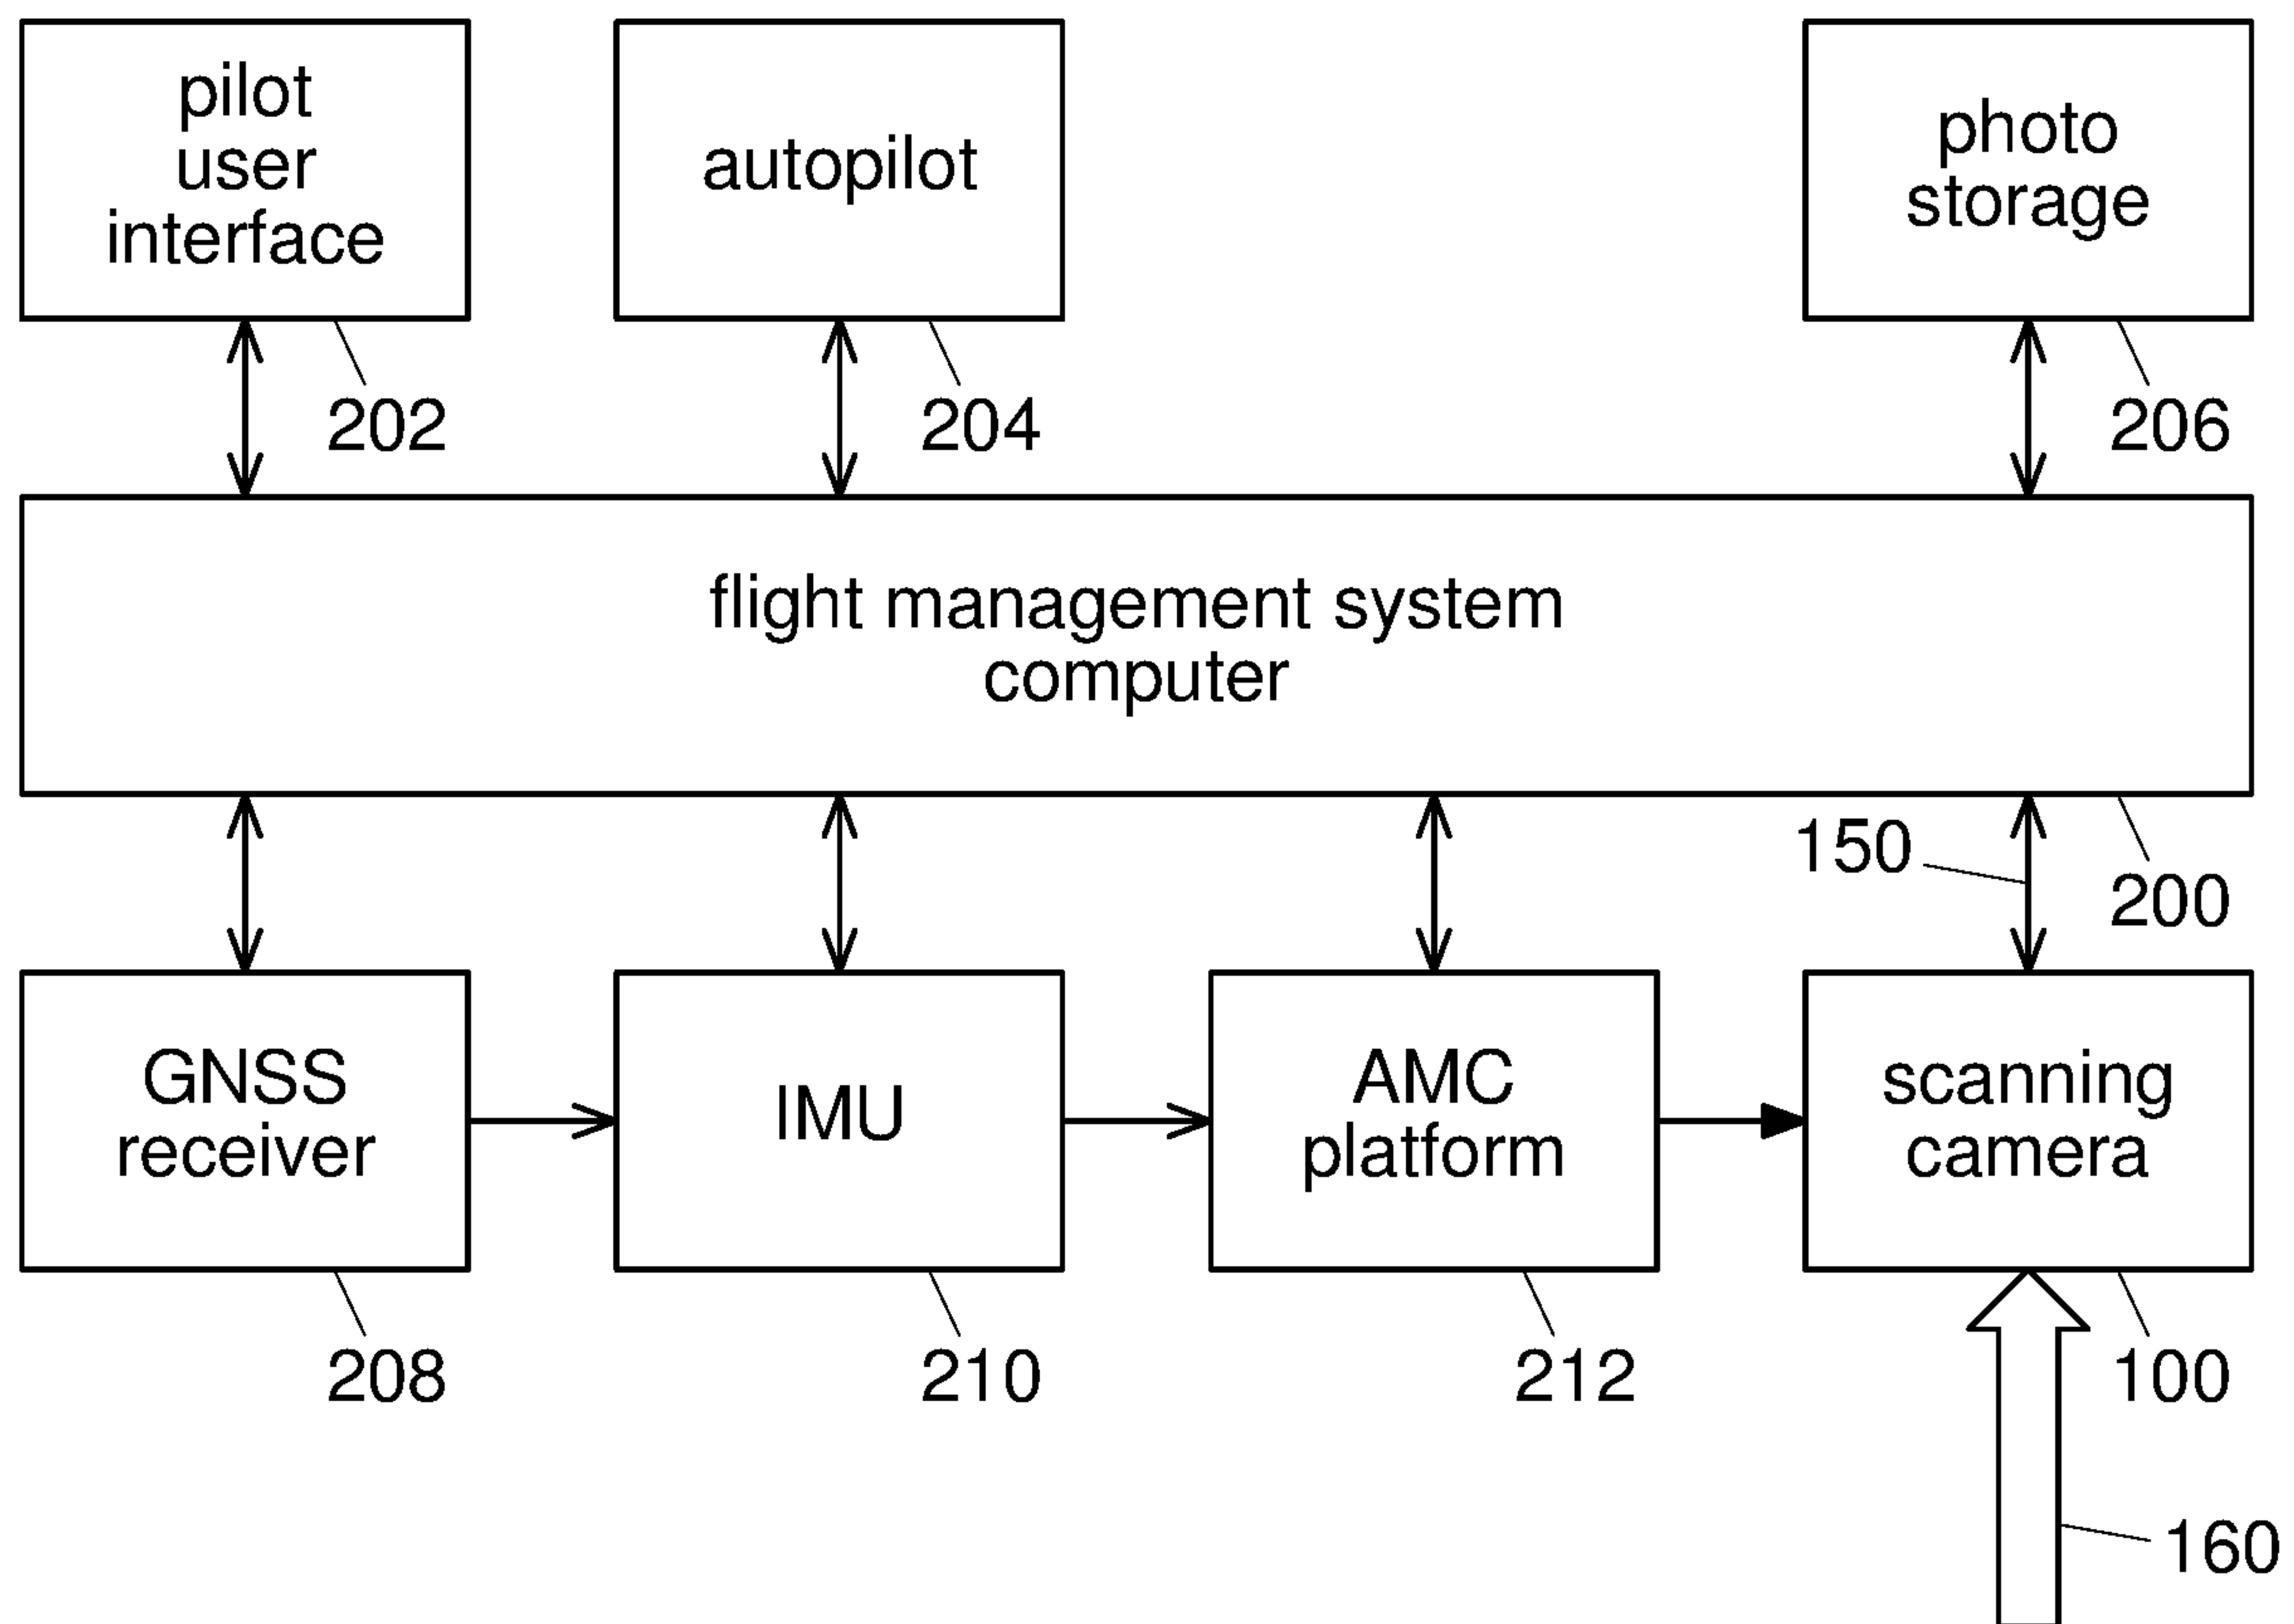 pilot
user
interface
autopilot
photo
storage
202
204
206
flight management system
computer
150
200
GNSS
receiver
IMU
AMC
platform
scanning
camera
208
210
212
100
160